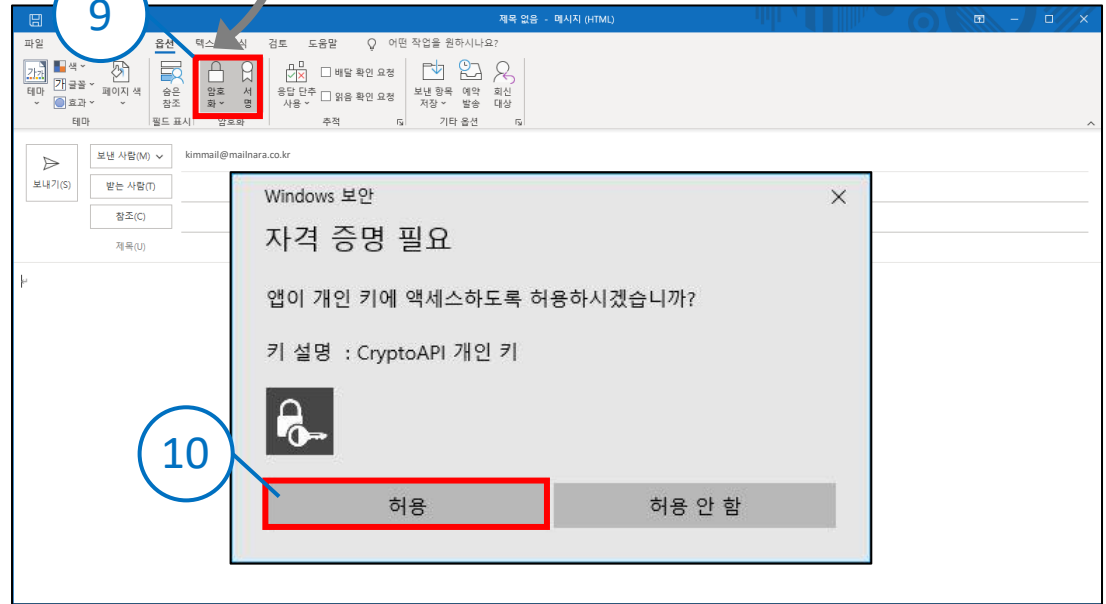 9
제목 없음 - 메시지 (HTML)
파일
옵션
검토
도움말
어떤 작업을 원하시나요?
테마
색
글꼴
효과
페이지 색
테마
숨은
참조
필드 표시
암호
화
서
명
암호화
응답 단추
사용
배달 확인 요청
읽음 확인 요청
추적
보낸 항목
저장
예약
발송
회신
대상
기타 옵션
보내기(S)
보낸 사람(M)
kimmail@mailnara.co.kr
받는 사람(T)
참조(C)
제목(U)
Windows 보안
자격 증명 필요
앱이 개인 키에 액세스하도록 허용하시겠습니까?
키 설명 : CryptoAPI 개인 키
10
허용
허용 안 함